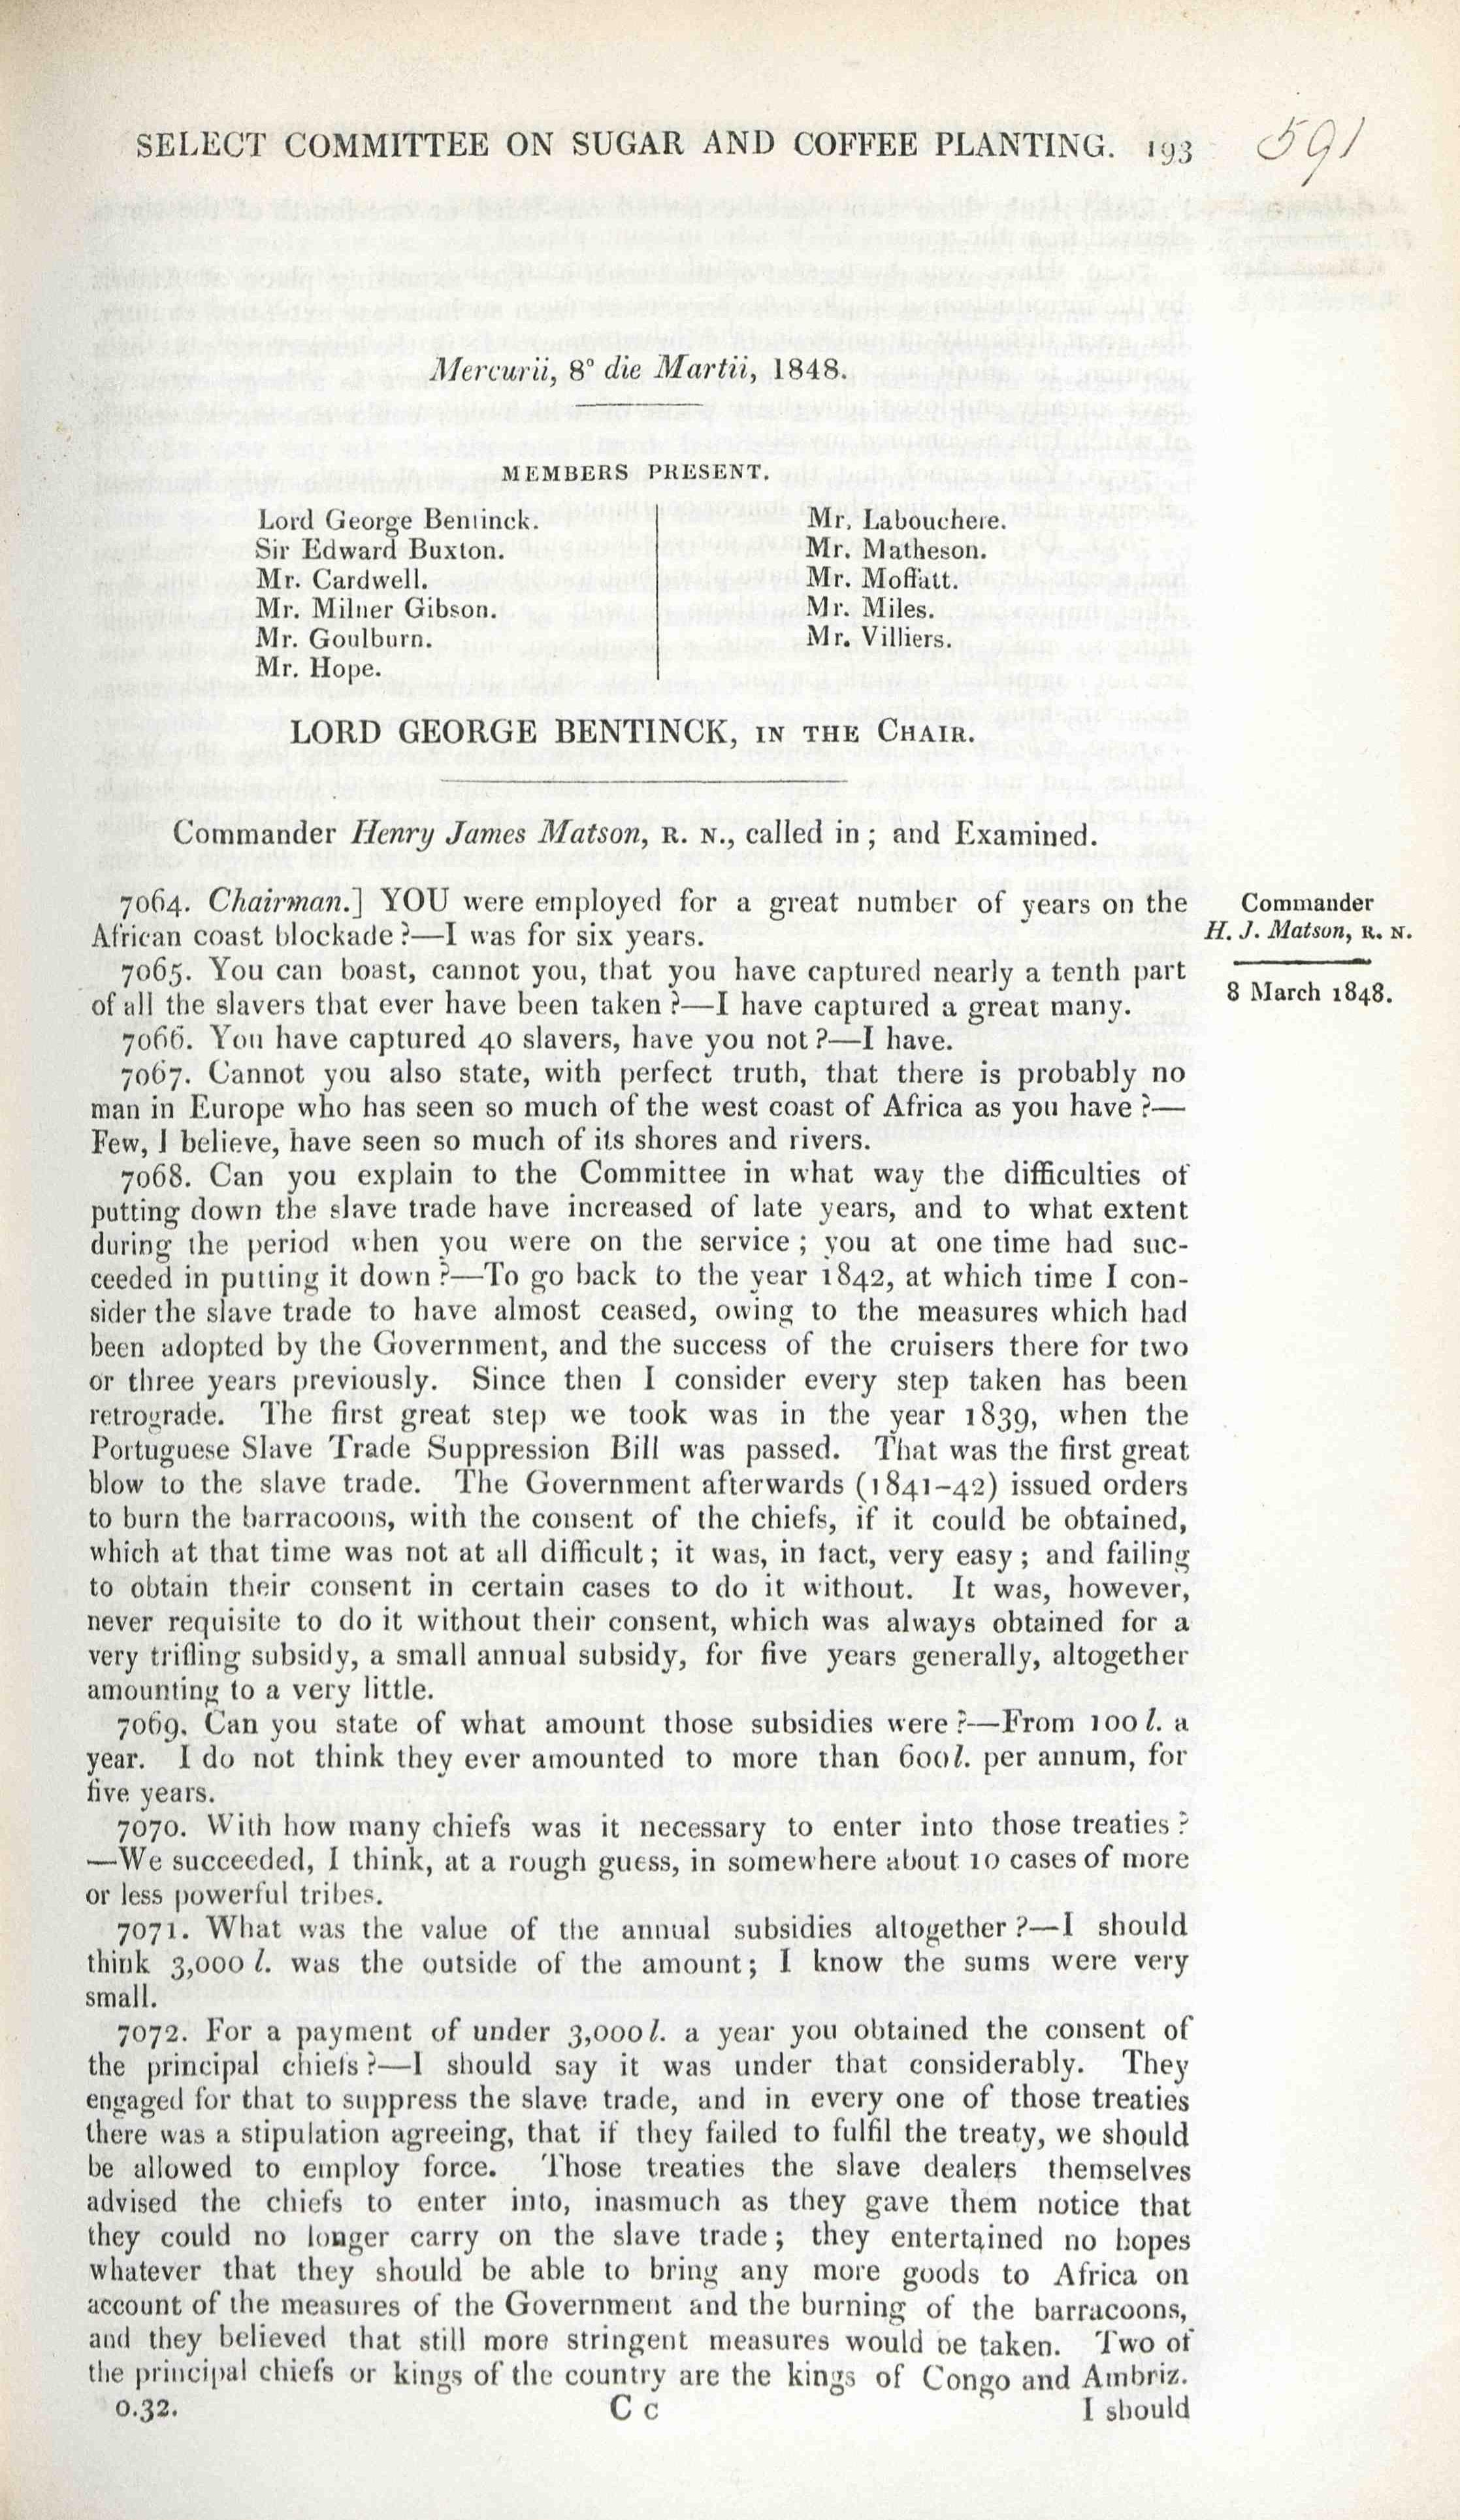 SELECT COMMITTEE ON SUGAR AND COFFEE PLANTING. 193
591
Mercurii, 8° die Martii, 1848.
MEMBERS PRESENT.
Lord George Bentinck.
Sir Edward Buxton.
Mr. Cardwell.
Mr. Milner Gibson.
Mr. Goulburn.
Mr. Hope.
Mr. Labouchere.
Mr. Matheson.
Mr. Moffatt.
Mr. Miles.
Mr. Villiers.
LORD GEORGE BENTINCK, IN THE CHAIR.
Commander Henry James Matson, R. N., called in; and Examined.
7064. Chairman.] YOU were employed for a great number of years on the
African coast blockade?—I was for six years.
7065. You can boast, cannot you, that you have captured nearly a tenth part
of all the slavers that ever have been taken?—I have captured a great many.
7066. You have captured 40 slavers, have you not?—I have.
7067. Cannot you also state, with perfect truth, that there is probably no
man in Europe who has seen so much of the west coast of Africa as you have?—
Few, I believe, have seen so much of its shores and rivers.
7068. Can you explain to the Committee in what way the difficulties of
putting down the slave trade have increased of late years, and to what extent
during the period when you were on the service; you at one time had suc-
ceeded in putting it down?—To go back to the year 1842, at which time I con-
sider the slave trade to have almost ceased, owing to the measures which had
been adopted by the Government, and the success of the cruisers there for two
or three years previously. Since then I consider every step taken has been
retrograde. The first great step we took was in the year 1839, when the
Portuguese Slave Trade Suppression Bill was passed. That was the first great
blow to the slave trade. The Government afterwards (1841-42) issued orders
to burn the barracoons, with the consent of the chiefs, if it could be obtained,
which at that time was not at all difficult; it was, in fact, very easy; and failing
to obtain their consent in certain cases to do it without. It was, however,
never requisite to do it without their consent, which was always obtained for a
very trifling subsidy, a small annual subsidy, for five years generally, altogether
amounting to a very little.
7069. Can you state of what amount those subsidies were?—From 100 l. a
year. I do not think they ever amounted to more than 600 l. per annum, for
five years.
7070. With how many chiefs was it necessary to enter into those treaties?
—We succeeded, I think, at a rough guess, in somewhere about 10 cases of more
or less powerful tribes.
7071. What was the value of the annual subsidies altogether?—I should
think 3,000 l. was the outside of the amount; I know the sums were very
small.
7072. For a payment of under 3,000 l. a year you obtained the consent of
the principal chiefs?—I should say it was under that considerably. They
engaged for that to suppress the slave trade, and in every one of those treaties
there was a stipulation agreeing, that if they failed to fulfil the treaty, we should
be allowed to employ force. Those treaties the slave dealers themselves
advised the chiefs to enter into, inasmuch as they gave them notice that
they could no longer carry on the slave trade; they entertained no hopes
whatever that they should be able to bring any more goods to Africa on
account of the measures of the Government and the burning of the barracoons,
and they believed that still more stringent measures would be taken. Two of
the principal chiefs or kings of the country are the kings of Congo and Ambriz.
0.32. C c I should
Commander
H. J. Matson, R. N.
8 March 1848.